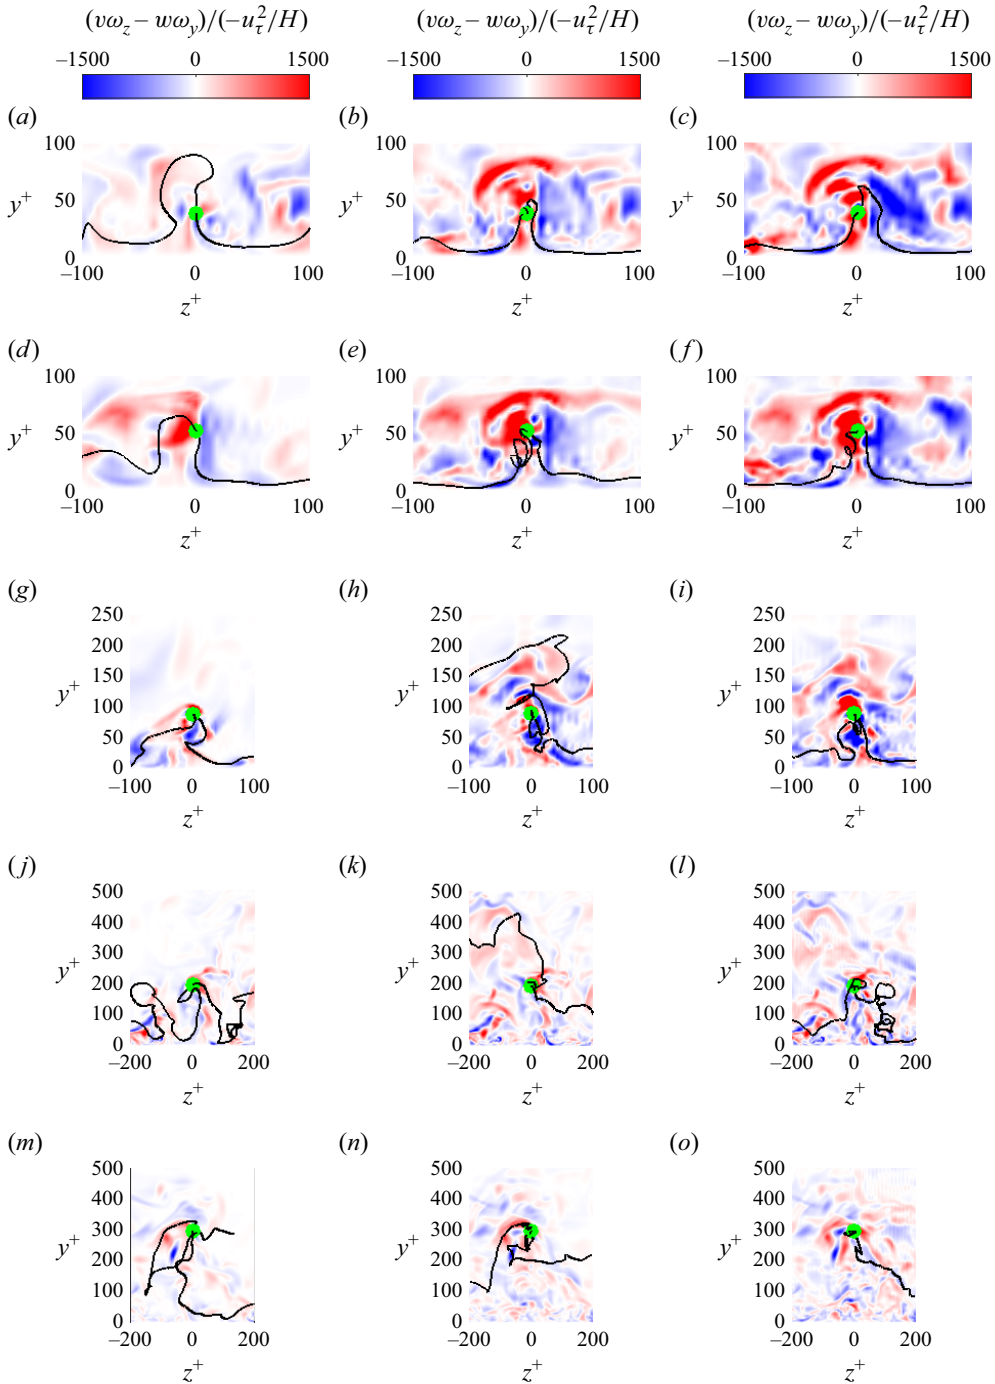 (vω_z – wω_y)/(–u_τ^2/H) (vω_z – wω_y)/(–u_τ^2/H) (vω_z – wω_y)/(–u_τ^2/H)
–1500 0 1500 –1500 0 1500 –1500 0 1500
(a) (b) (c)
100 100 100
y^+ 50 y^+ 50 y^+ 50
0 0 0
–100 0 100 –100 0 100 –100 0 100
z^+ z^+ z^+
(d) (e) (f)
100 100 100
y^+ 50 y^+ 50 y^+ 50
0 0 0
–100 0 100 –100 0 100 –100 0 100
z^+ z^+ z^+
(g) (h) (i)
250 250 250
200 200 200
150 150 150
y^+ 100 y^+ 100 y^+ 100
50 50 50
0 0 0
–100 0 100 –100 0 100 –100 0 100
z^+ z^+ z^+
(j) (k) (l)
500 500 500
400 400 400
300 300 300
y^+ 200 y^+ 200 y^+ 200
100 100 100
0 0 0
–200 0 200 –200 0 200 –200 0 200
z^+ z^+ z^+
(m) (n) (o)
500 500 500
400 400 400
300 300 300
y^+ 200 y^+ 200 y^+ 200
100 100 100
0 0 0
–200 0 200 –200 0 200 –200 0 200
z^+ z^+ z^+